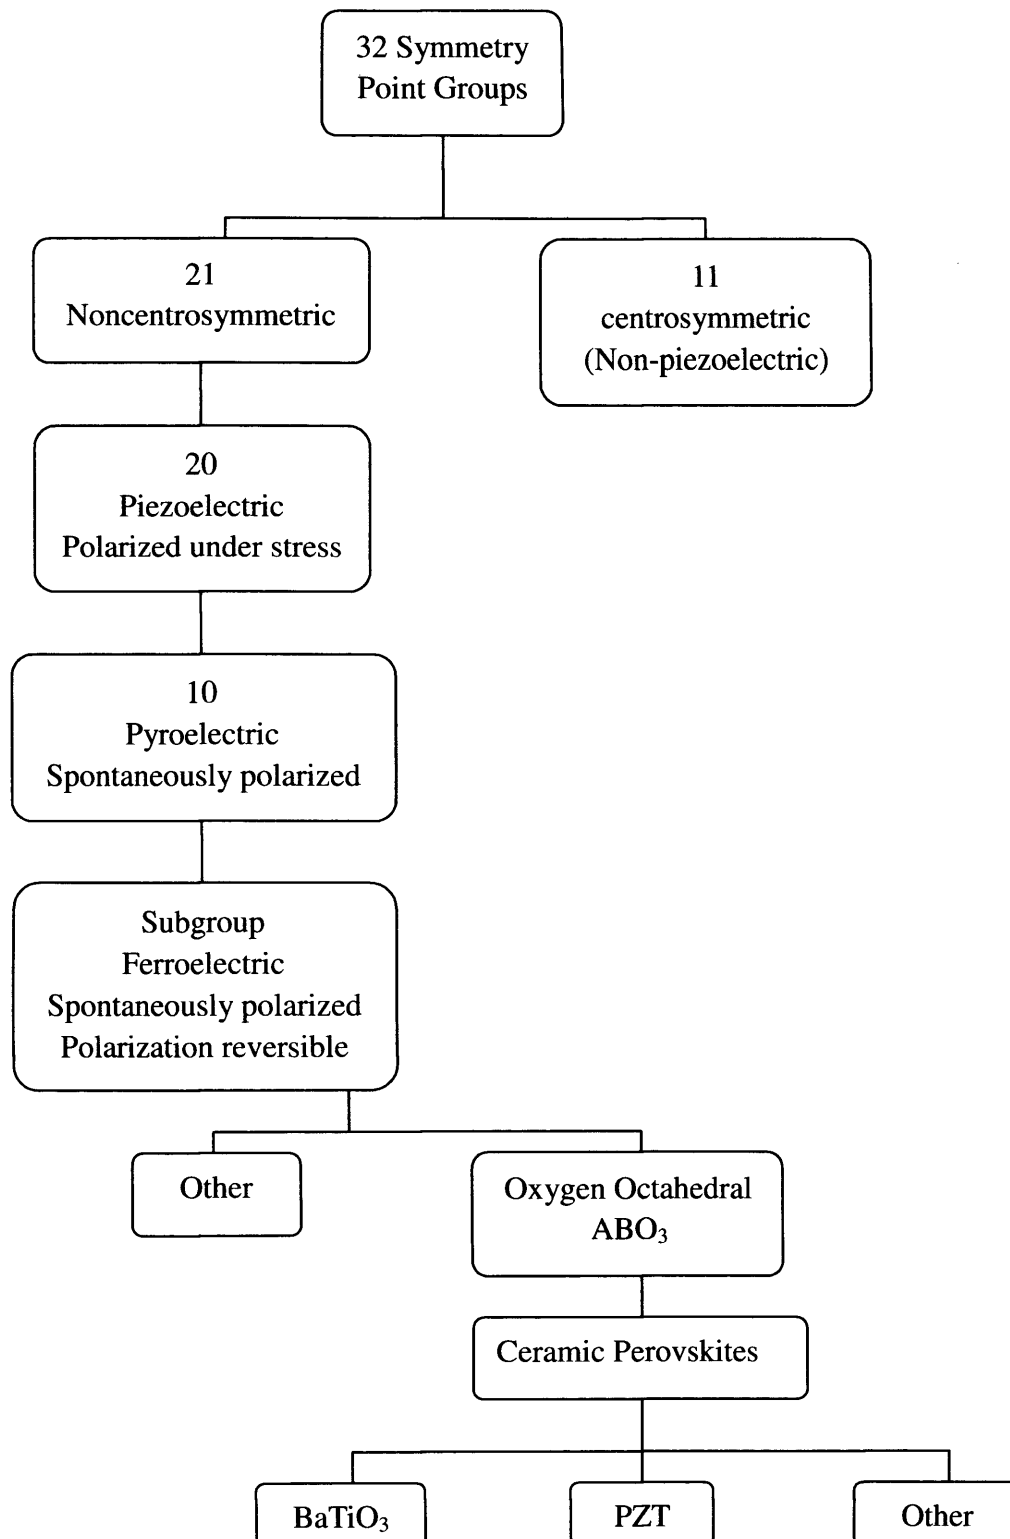 32 Symmetry
Point Groups
21
Noncentrosymmetric
11
centrosymmetric
(Non-piezoelectric)
20
Piezoelectric
Polarized under stress
10
Pyroelectric
Spontaneously polarized
Subgroup
Ferroelectric
Spontaneously polarized
Polarization reversible
Other
Oxygen Octahedral
ABO₃
Ceramic Perovskites
BaTiO₃
PZT
Other